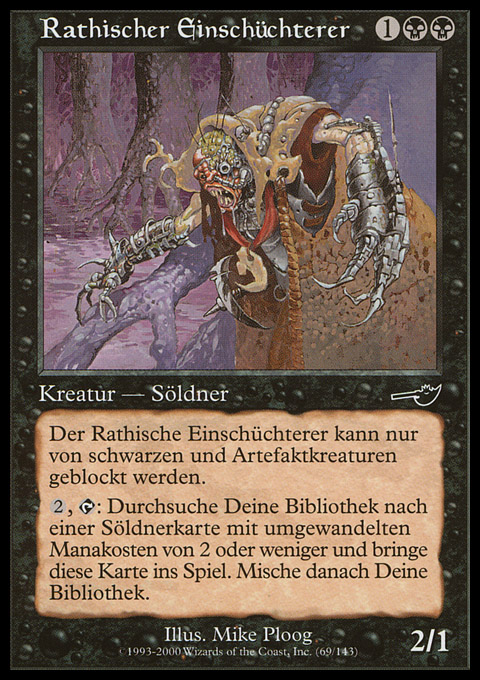 Rathischer Einschüchterer 1
Kreatur — Söldner
Der Rathische Einschüchterer kann nur
von schwarzen und Artefaktkreaturen
geblockt werden.
2, : Durchsuche Deine Bibliothek nach
einer Söldnerkarte mit umgewandelten
Manakosten von 2 oder weniger und bringe
diese Karte ins Spiel. Mische danach Deine
Bibliothek.
Illus. Mike Ploog
©1993-2000 Wizards of the Coast, Inc. (69/143)
2/1